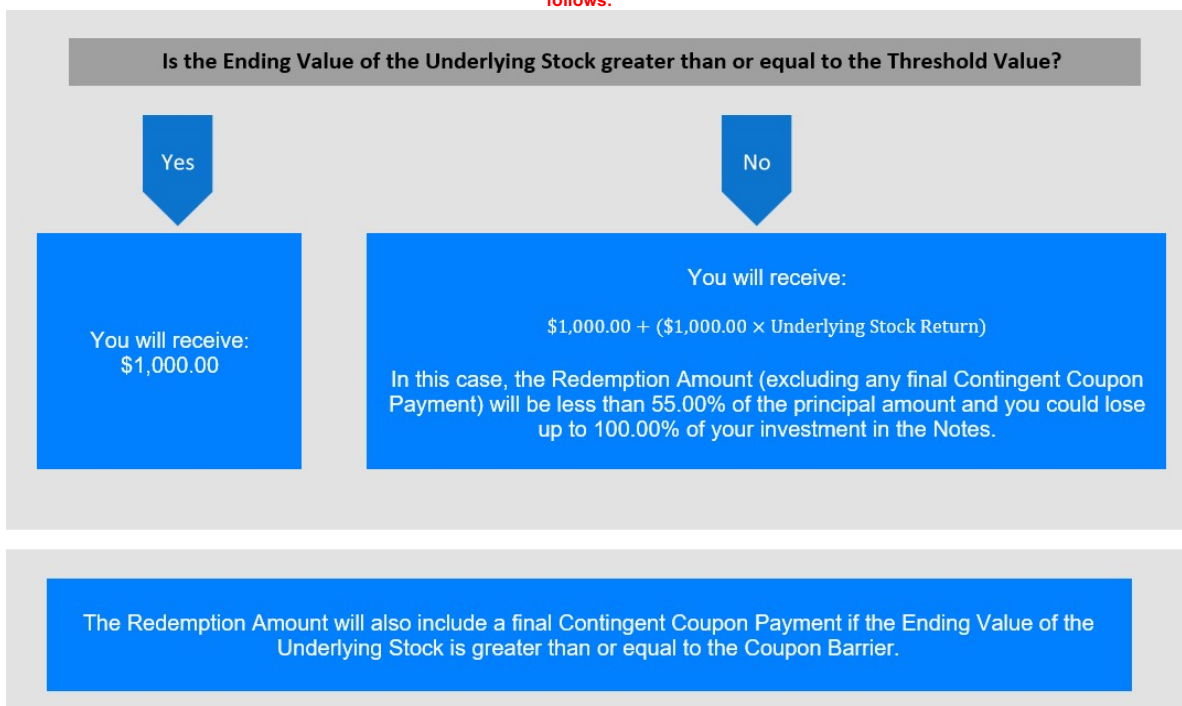 follows:
Is the Ending Value of the Underlying Stock greater than or equal to the Threshold Value?
Yes
No
You will receive:
$1,000.00
You will receive:
$1,000.00 + ($1,000.00 × Underlying Stock Return)
In this case, the Redemption Amount (excluding any final Contingent Coupon
Payment) will be less than 55.00% of the principal amount and you could lose
up to 100.00% of your investment in the Notes.
The Redemption Amount will also include a final Contingent Coupon Payment if the Ending Value of the
Underlying Stock is greater than or equal to the Coupon Barrier.